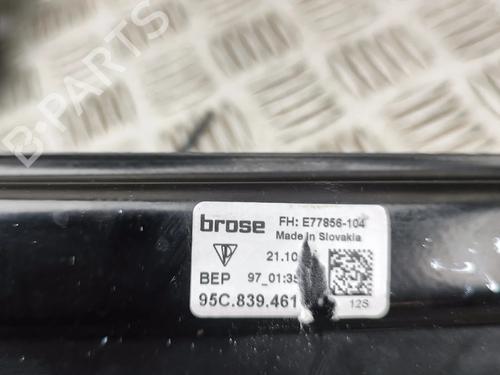 B-PARTS
brose
FH: E77856-104
Made in Slovakia
21.10
BEP
97_01:35
95C.839.461
12S